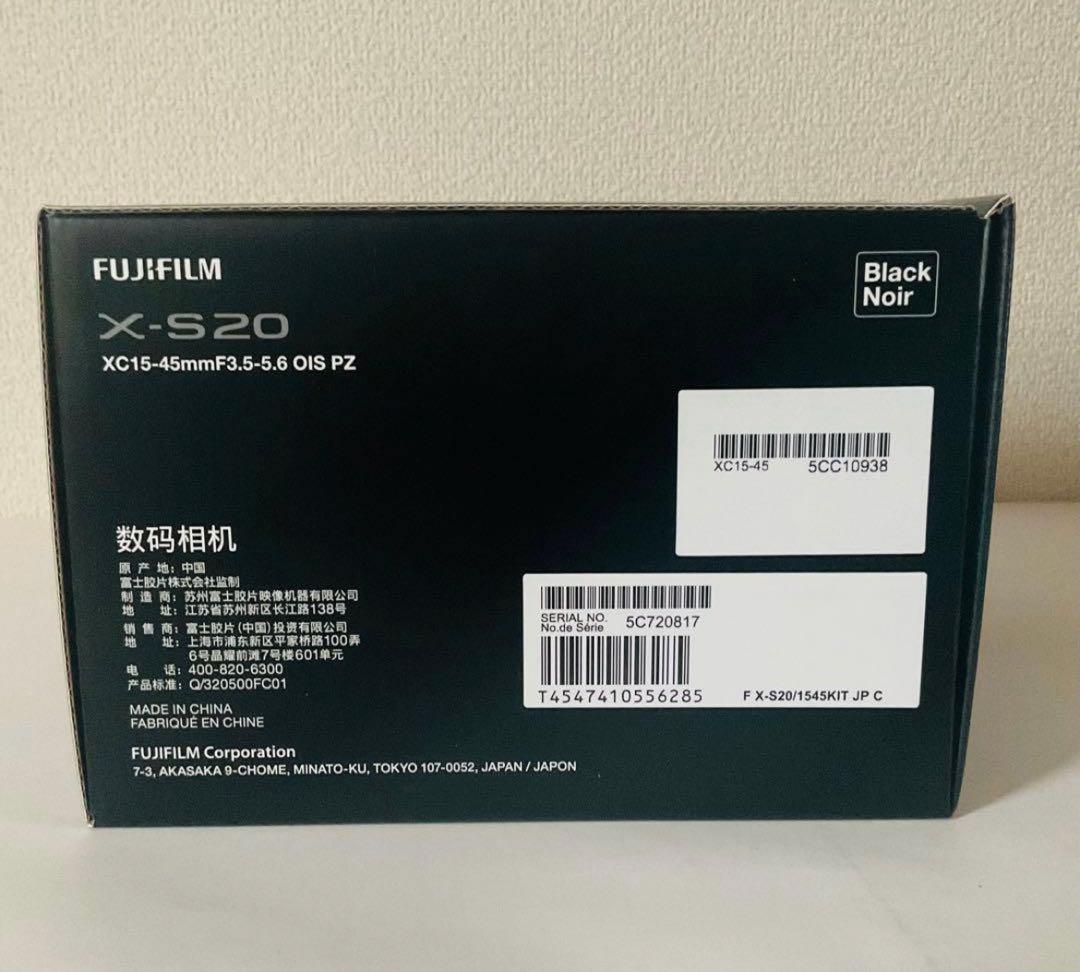 FUJIFILM
X-S20
XC15-45mmF3.5-5.6 OIS PZ
Black
Noir
XC15-45 5CC10938
数码相机
原 产 地: 中国
富士胶片株式会社监制
制 造 商: 苏州富士胶片映像机器有限公司
地 址: 江苏省苏州新区长江路138号
销 售 商: 富士胶片(中国)投资有限公司
地 址: 上海市浦东新区平家桥路100弄
6号晶耀前滩7号楼601单元
电 话: 400-820-6300
产品标准: Q/320500FC01
MADE IN CHINA
FABRIQUÉ EN CHINE
SERIAL NO.
No.de Série 5C720817
T4547410556285 F X-S20/1545KIT JP C
FUJIFILM Corporation
7-3, AKASAKA 9-CHOME, MINATO-KU, TOKYO 107-0052, JAPAN / JAPON